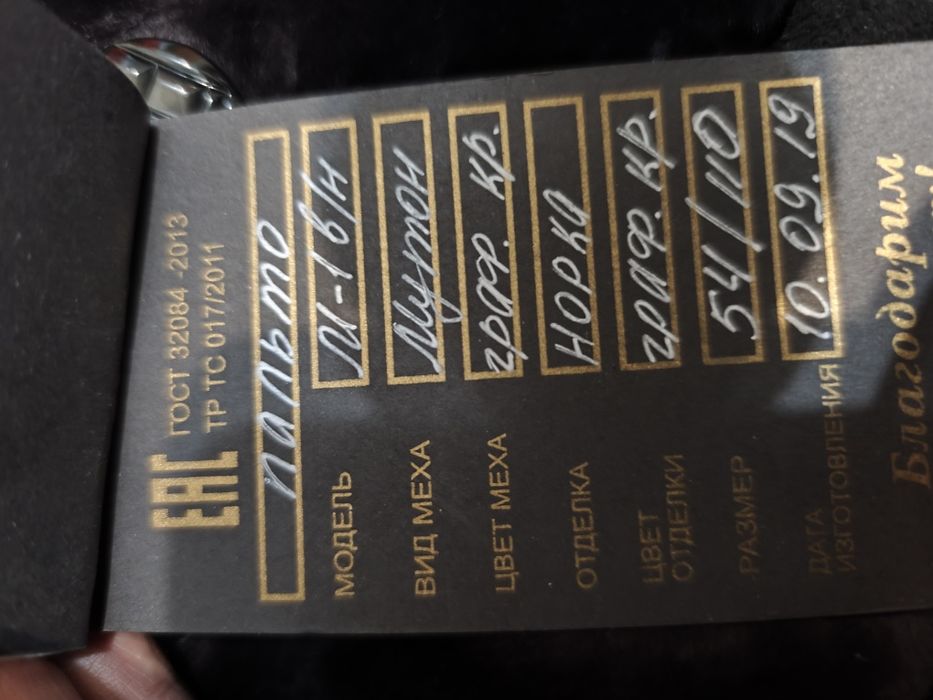 EAC ГОСТ 32084-2013
ТР ТС 017/2011
пальто
МОДЕЛЬ М-1 в/н
ВИД МЕХА Мутон
ЦВЕТ МЕХА граф. кр.
ОТДЕЛКА норка
ЦВЕТ ОТДЕЛКИ граф. кр.
РАЗМЕР 54/110
ДАТА ИЗГОТОВЛЕНИЯ 10.09.19
Благодарим